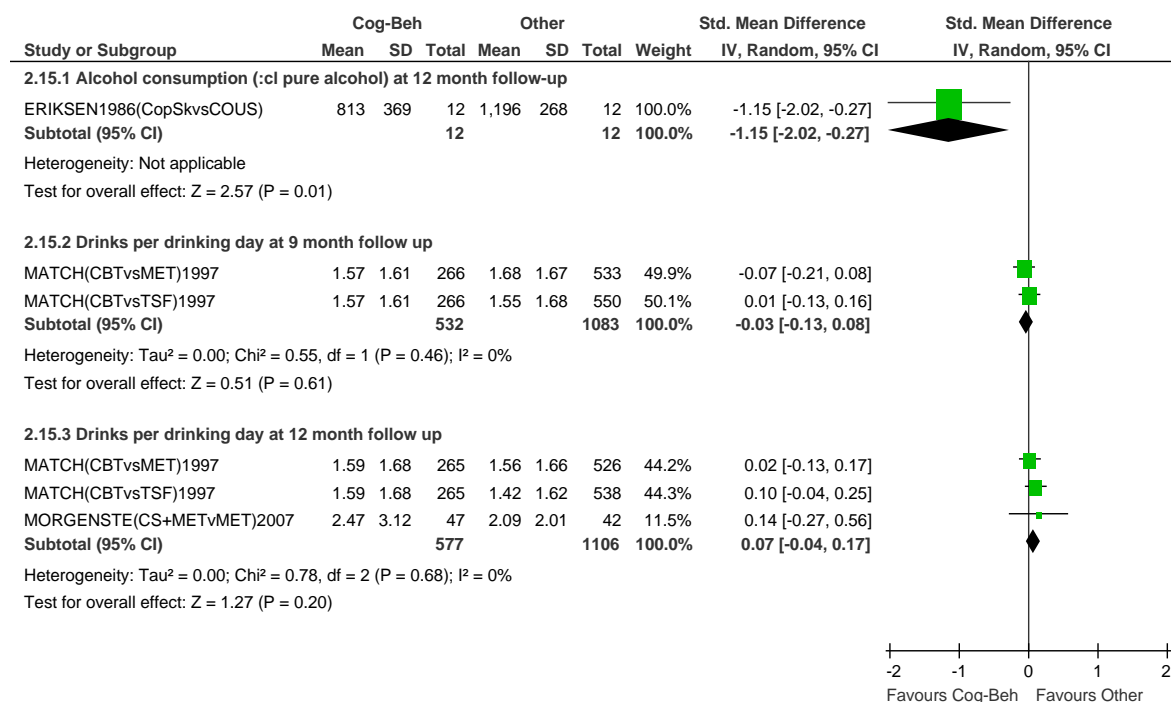 Cog-Beh Other Std. Mean Difference Std. Mean Difference
Study or Subgroup Mean SD Total Mean SD Total Weight IV, Random, 95% CI IV, Random, 95% CI
2.15.1 Alcohol consumption (:cl pure alcohol) at 12 month follow-up
ERIKSEN1986(CopSkvsCOUS) 813 369 12 1,196 268 12 100.0% -1.15 [-2.02, -0.27]
Subtotal (95% CI) 12 12 100.0% -1.15 [-2.02, -0.27]
Heterogeneity: Not applicable
Test for overall effect: Z = 2.57 (P = 0.01)
2.15.2 Drinks per drinking day at 9 month follow up
MATCH(CBTvsMET)1997 1.57 1.61 266 1.68 1.67 533 49.9% -0.07 [-0.21, 0.08]
MATCH(CBTvsTSF)1997 1.57 1.61 266 1.55 1.68 550 50.1% 0.01 [-0.13, 0.16]
Subtotal (95% CI) 532 1083 100.0% -0.03 [-0.13, 0.08]
Heterogeneity: Tau² = 0.00; Chi² = 0.55, df = 1 (P = 0.46); I² = 0%
Test for overall effect: Z = 0.51 (P = 0.61)
2.15.3 Drinks per drinking day at 12 month follow up
MATCH(CBTvsMET)1997 1.59 1.68 265 1.56 1.66 526 44.2% 0.02 [-0.13, 0.17]
MATCH(CBTvsTSF)1997 1.59 1.68 265 1.42 1.62 538 44.3% 0.10 [-0.04, 0.25]
MORGENSTE(CS+METvMET)2007 2.47 3.12 47 2.09 2.01 42 11.5% 0.14 [-0.27, 0.56]
Subtotal (95% CI) 577 1106 100.0% 0.07 [-0.04, 0.17]
Heterogeneity: Tau² = 0.00; Chi² = 0.78, df = 2 (P = 0.68); I² = 0%
Test for overall effect: Z = 1.27 (P = 0.20)
-2 -1 0 1 2
Favours Cog-Beh Favours Other